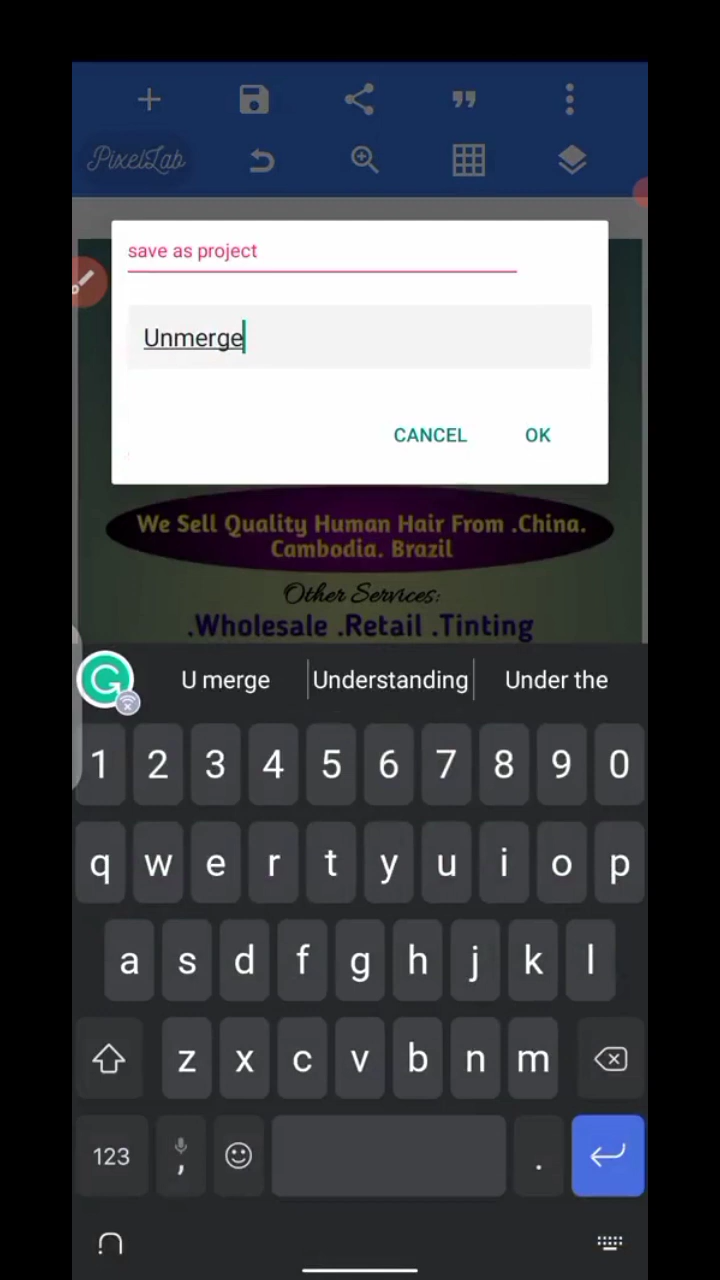 PixelLab
save as project
Unmerge
CANCEL OK
We Sell Quality Human Hair From .China.
Cambodia. Brazil
Other Services:
.Wholesale .Retail .Tinting
U merge Understanding Under the
1 2 3 4 5 6 7 8 9 0
q w e r t y u i o p
a s d f g h j k l
z x c v b n m
123 , .